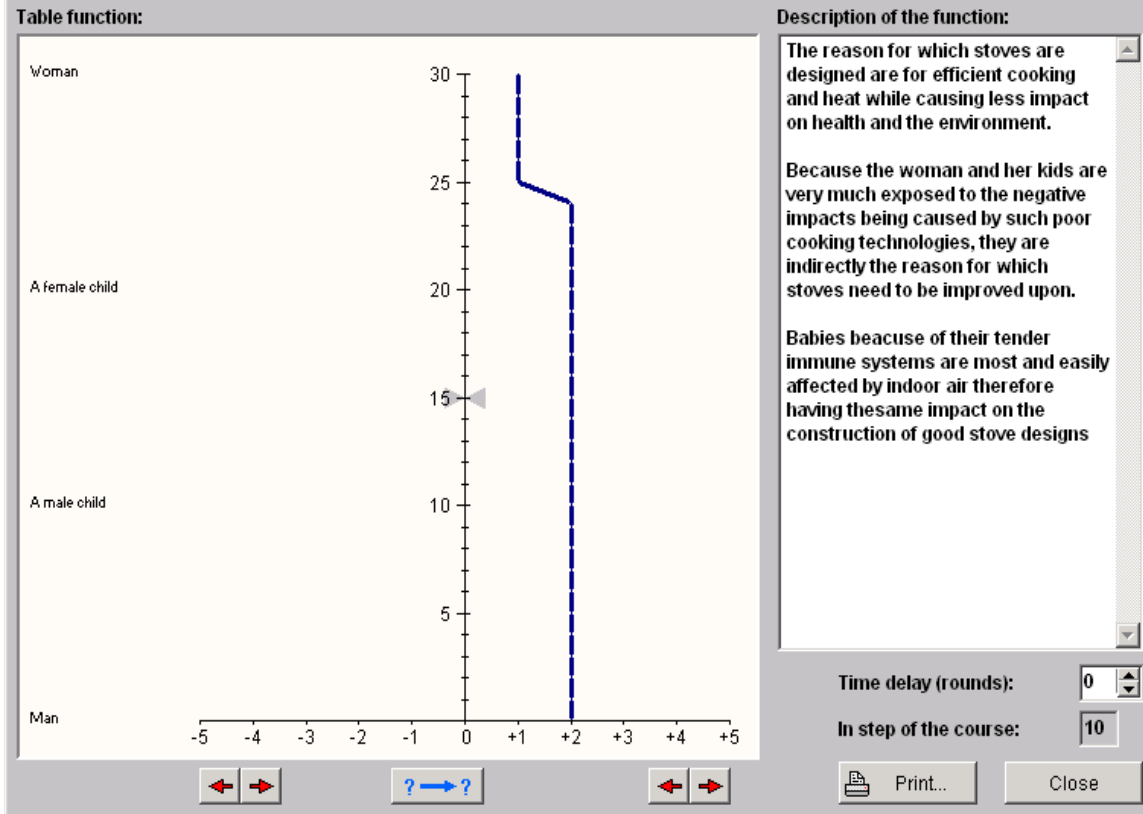 Table function:
Woman
A female child
A male child
Man
30
25
20
15
10
5
-5 -4 -3 -2 -1 0 +1 +2 +3 +4 +5
? ?
Description of the function:
The reason for which stoves are
designed are for efficient cooking
and heat while causing less impact
on health and the environment.
Because the woman and her kids are
very much exposed to the negative
impacts being caused by such poor
cooking technologies, they are
indirectly the reason for which
stoves need to be improved upon.
Babies beacuse of their tender
immune systems are most and easily
affected by indoor air therefore
having thesame impact on the
construction of good stove designs
Time delay (rounds): 0
In step of the course: 10
Print... Close